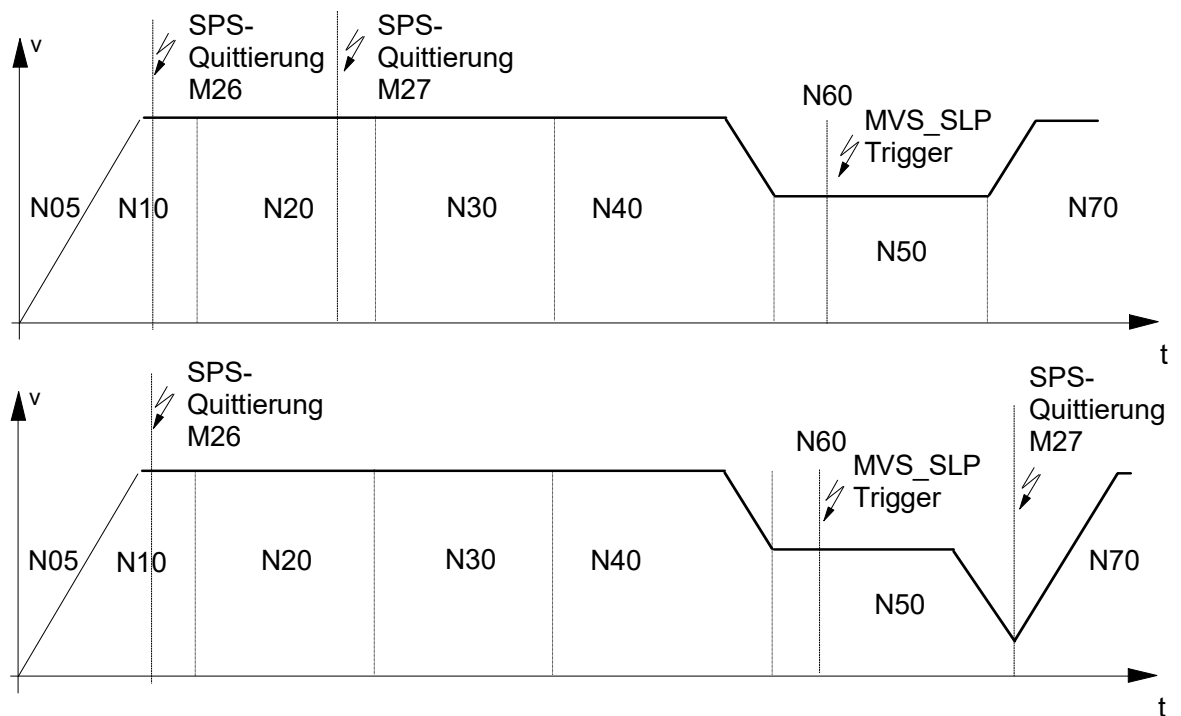 SPS-
Quittierung
M26
SPS-
Quittierung
M27
v
N60
MVS_SLP
Trigger
N05
N10
N20
N30
N40
N70
N50
t
SPS-
Quittierung
M26
SPS-
Quittierung
M27
v
N60
MVS_SLP
Trigger
N05
N10
N20
N30
N40
N70
N50
t